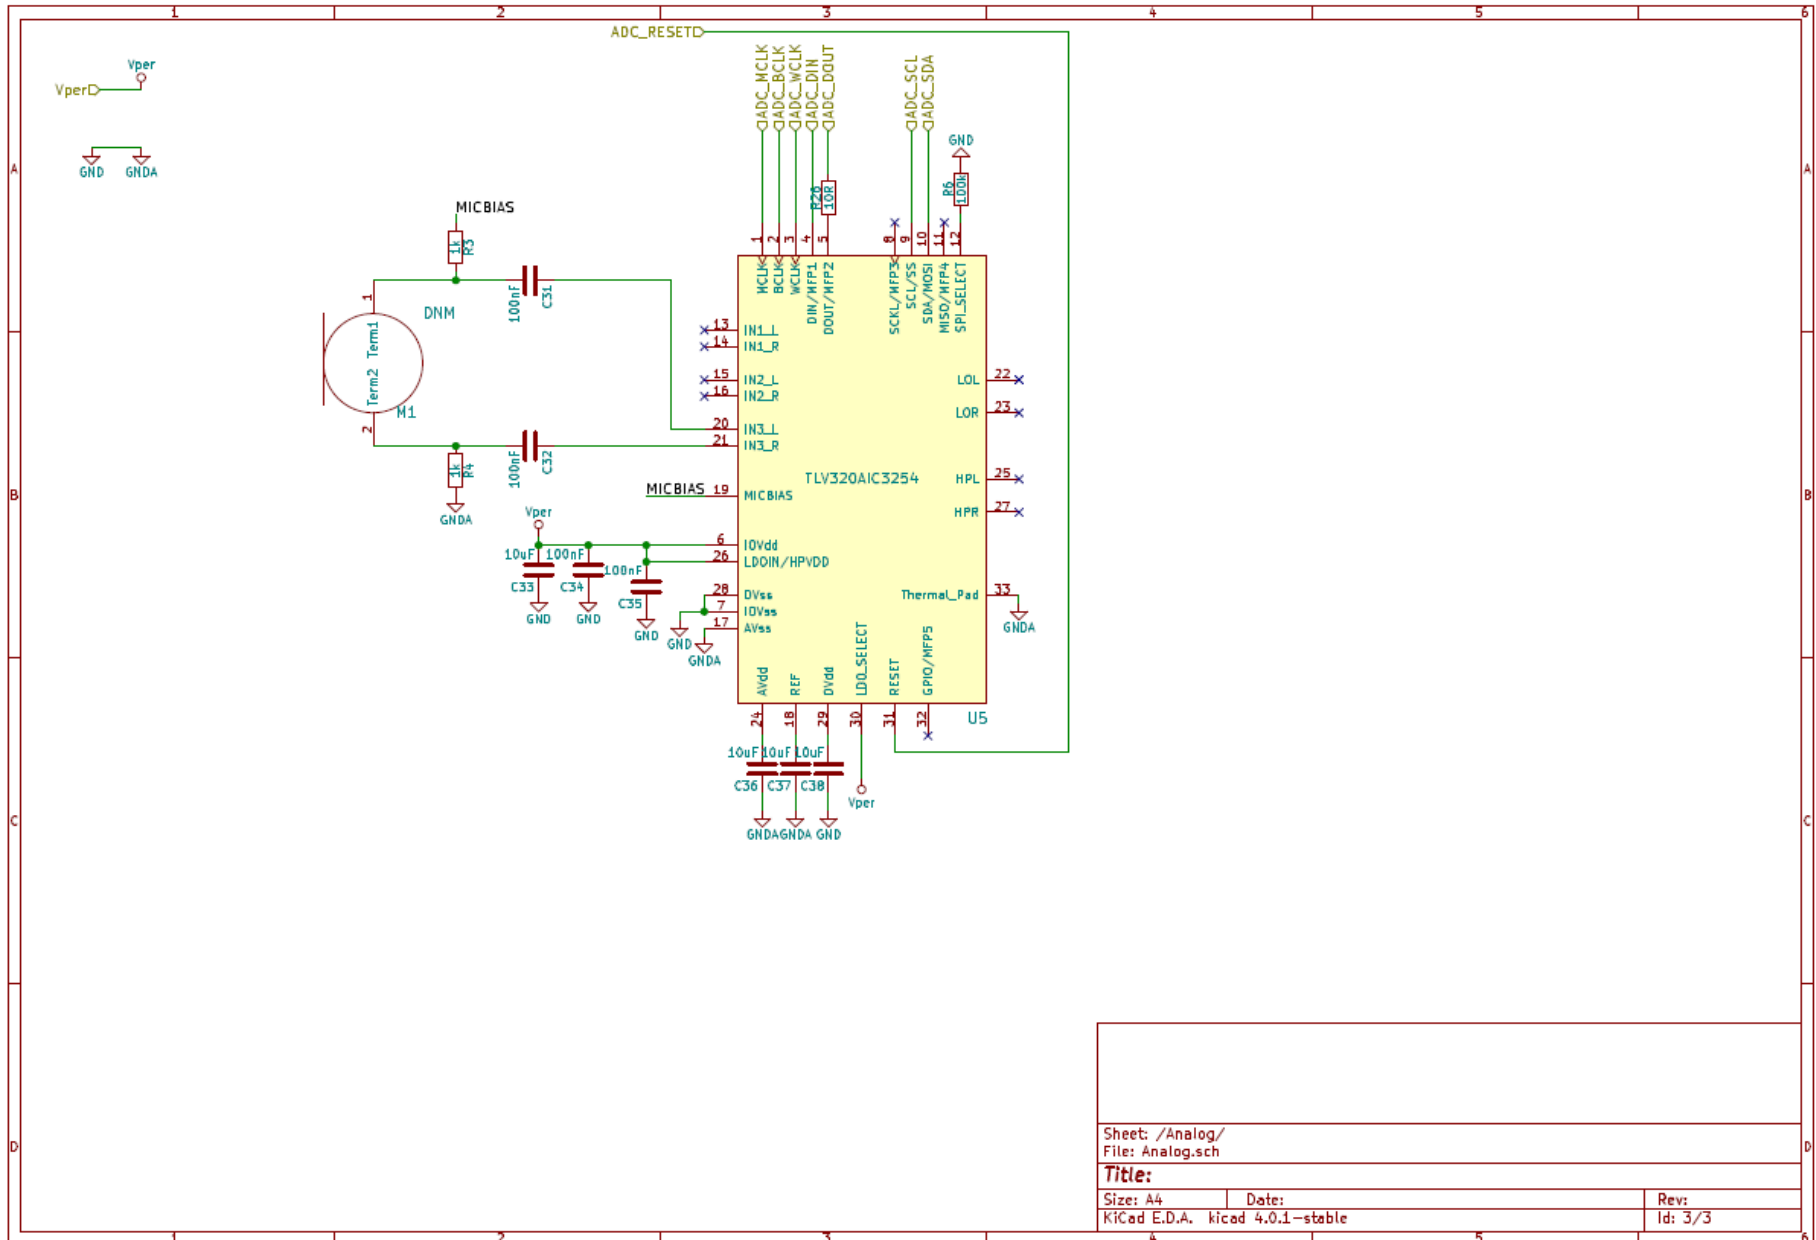 1 2 3 4 5 6
ADC_RESET
Vper
Vper
GND GNDA
ADC_MCLK
ADC_BCLK
ADC_WCLK
ADC_DIN
ADC_DOUT
ADC_SCL
ADC_SDA
GND
R6
100k
R26
10R
A A
MICBIAS
1k
R3
100nF
C31
DNM
1
Term1
Term2
2
M1
1k
R4
GNDA
100nF
C32
1 MCLK
2 BCLK
3 WCLK
4 DIN/MFP1
5 DOUT/MFP2
8 SCKL/MFP3
9 SCL/SS
10 SDA/MOSI
11 MISO/MFP4
12 SPI_SELECT
13 IN1_L
14 IN1_R
15 IN2_L
16 IN2_R
20 IN3_L
21 IN3_R
MICBIAS 19 MICBIAS
6 IOVdd
26 LDOIN/HPVDD
28 DVss
7 IOVss
17 AVss
TLV320AIC3254
LOL 22
LOR 23
HPL 25
HPR 27
Thermal_Pad 33
GNDA
B B
Vper
10uF 100nF
100nF
C33 C34
C35
GND GND
GND
GND
GNDA
AVdd 24
REF 18
DVdd 29
LDO_SELECT 30
RESET 31
GPIO/MFP5 32
U5
10uF 10uF 10uF
C36 C37 C38
Vper
GNDA GNDA GND
C C
D D
Sheet: /Analog/
File: Analog.sch
Title:
Size: A4 Date: Rev:
KiCad E.D.A. kicad 4.0.1-stable Id: 3/3
1 2 3 4 5 6